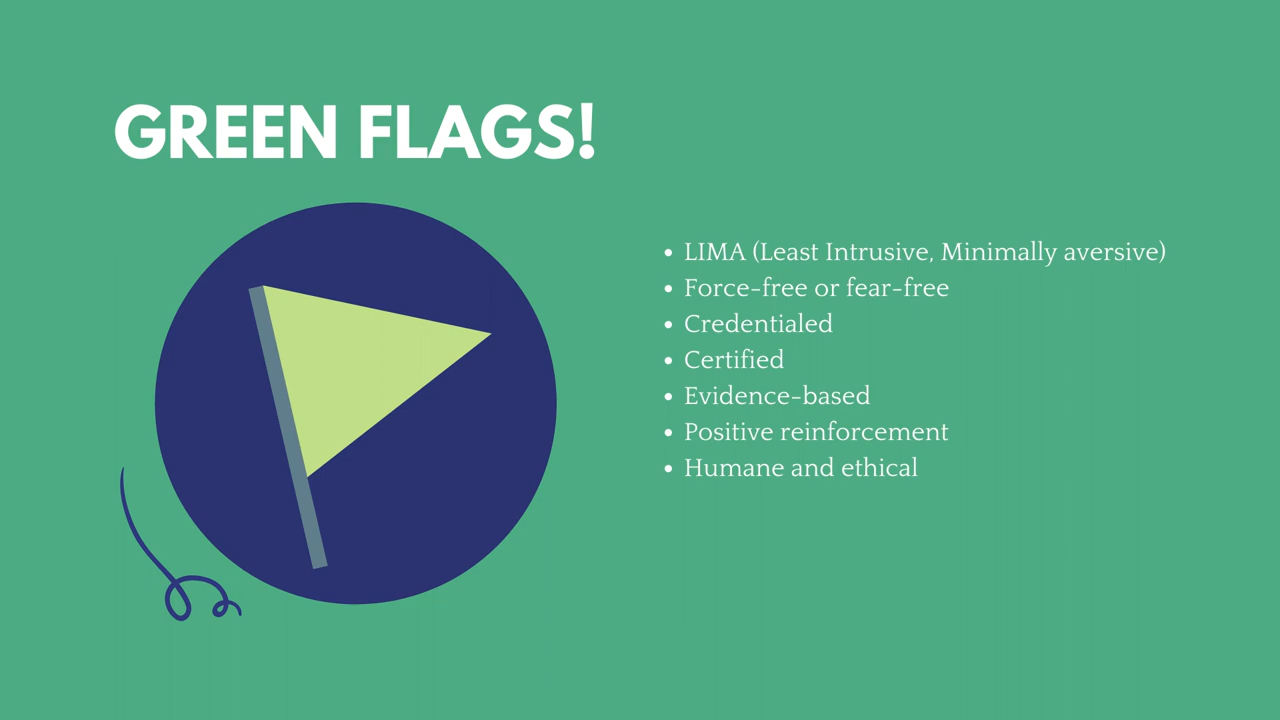 GREEN FLAGS!
• LIMA (Least Intrusive, Minimally aversive)
• Force-free or fear-free
• Credentialed
• Certified
• Evidence-based
• Positive reinforcement
• Humane and ethical